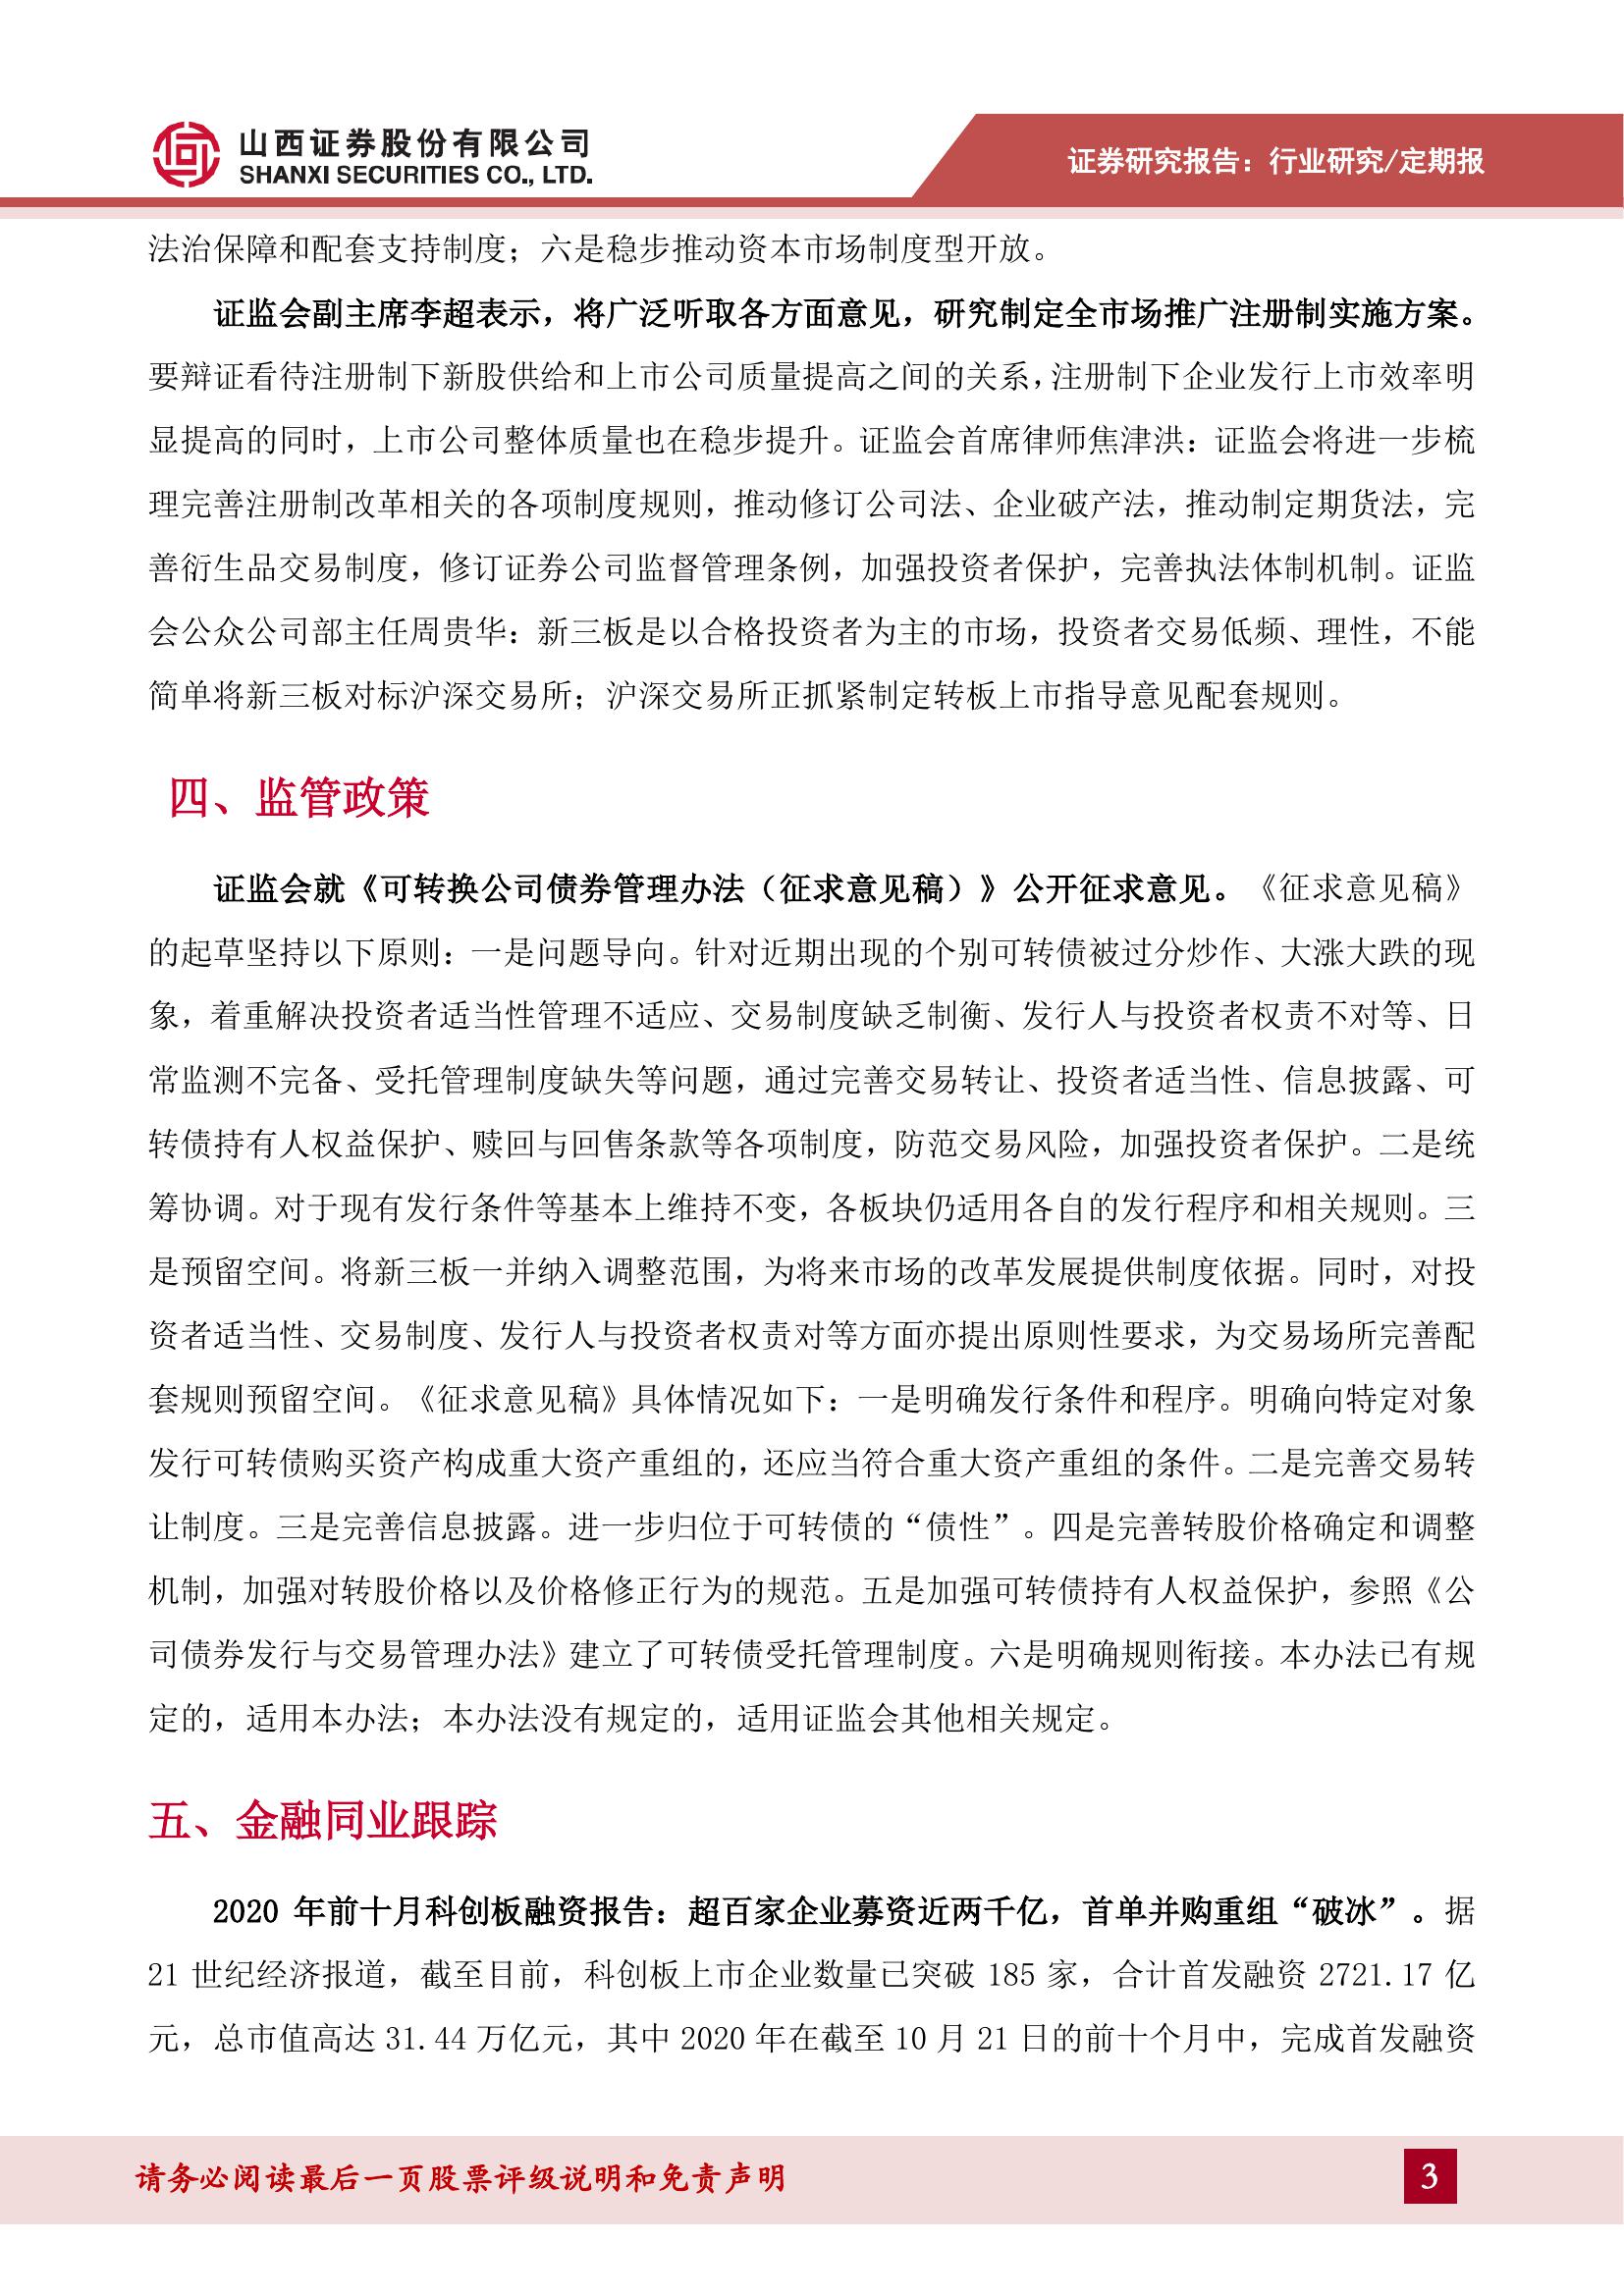 山西证券股份有限公司
SHANXI SECURITIES CO., LTD.
证券研究报告：行业研究/定期报
法治保障和配套支持制度；六是稳步推动资本市场制度型开放。
证监会副主席李超表示，将广泛听取各方面意见，研究制定全市场推广注册制实施方案。
要辩证看待注册制下新股供给和上市公司质量提高之间的关系，注册制下企业发行上市效率明
显提高的同时，上市公司整体质量也在稳步提升。证监会首席律师焦津洪：证监会将进一步梳
理完善注册制改革相关的各项制度规则，推动修订公司法、企业破产法，推动制定期货法，完
善衍生品交易制度，修订证券公司监督管理条例，加强投资者保护，完善执法体制机制。证监
会公众公司部主任周贵华：新三板是以合格投资者为主的市场，投资者交易低频、理性，不能
简单将新三板对标沪深交易所；沪深交易所正抓紧制定转板上市指导意见配套规则。
四、监管政策
证监会就《可转换公司债券管理办法（征求意见稿）》公开征求意见。《征求意见稿》
的起草坚持以下原则：一是问题导向。针对近期出现的个别可转债被过分炒作、大涨大跌的现
象，着重解决投资者适当性管理不适应、交易制度缺乏制衡、发行人与投资者权责不对等、日
常监测不完备、受托管理制度缺失等问题，通过完善交易转让、投资者适当性、信息披露、可
转债持有人权益保护、赎回与回售条款等各项制度，防范交易风险，加强投资者保护。二是统
筹协调。对于现有发行条件等基本上维持不变，各板块仍适用各自的发行程序和相关规则。三
是预留空间。将新三板一并纳入调整范围，为将来市场的改革发展提供制度依据。同时，对投
资者适当性、交易制度、发行人与投资者权责对等方面亦提出原则性要求，为交易场所完善配
套规则预留空间。《征求意见稿》具体情况如下：一是明确发行条件和程序。明确向特定对象
发行可转债购买资产构成重大资产重组的，还应当符合重大资产重组的条件。二是完善交易转
让制度。三是完善信息披露。进一步归位于可转债的“债性”。四是完善转股价格确定和调整
机制，加强对转股价格以及价格修正行为的规范。五是加强可转债持有人权益保护，参照《公
司债券发行与交易管理办法》建立了可转债受托管理制度。六是明确规则衔接。本办法已有规
定的，适用本办法；本办法没有规定的，适用证监会其他相关规定。
五、金融同业跟踪
2020 年前十月科创板融资报告：超百家企业募资近两千亿，首单并购重组“破冰”。据
21 世纪经济报道，截至目前，科创板上市企业数量已突破 185 家，合计首发融资 2721.17 亿
元，总市值高达 31.44 万亿元，其中 2020 年在截至 10 月 21 日的前十个月中，完成首发融资
请务必阅读最后一页股票评级说明和免责声明
3